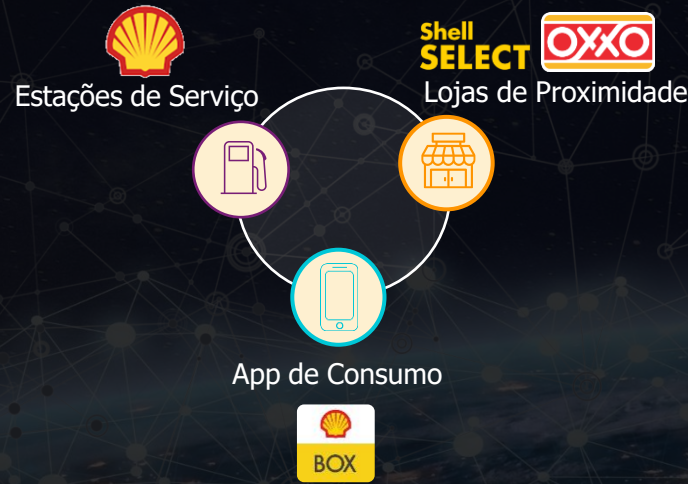 Shell
SELECT
OXXO
Estações de Serviço
Lojas de Proximidade
App de Consumo
BOX